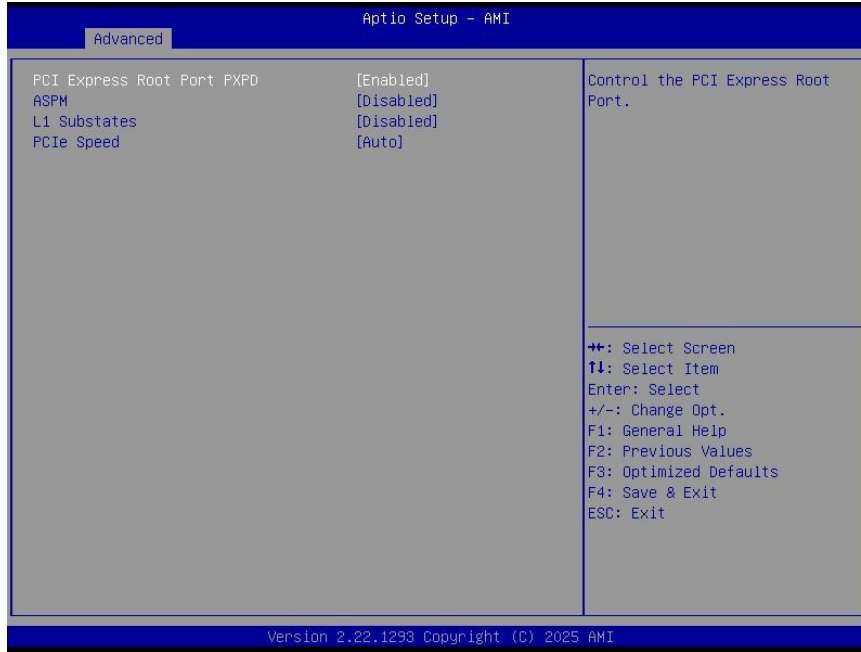 Aptio Setup - AMI
Advanced
PCI Express Root Port PXPD [Enabled]
ASPM [Disabled]
L1 Substates [Disabled]
PCIe Speed [Auto]
Control the PCI Express Root
Port.
→←: Select Screen
↑↓: Select Item
Enter: Select
+/-: Change Opt.
F1: General Help
F2: Previous Values
F3: Optimized Defaults
F4: Save & Exit
ESC: Exit
Version 2.22.1293 Copyright (C) 2025 AMI